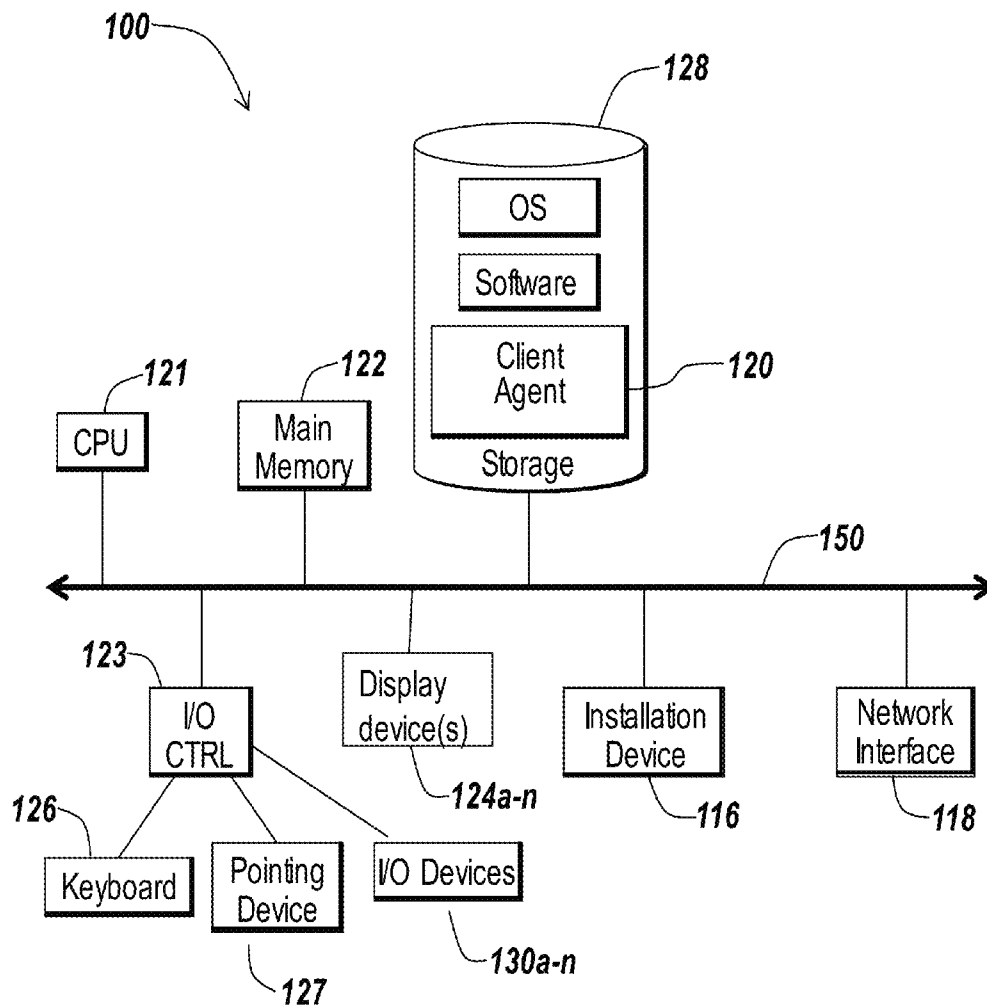 100
128
OS
Software
Client
Agent
120
Storage
121
CPU
122
Main
Memory
150
123
I/O
CTRL
Display
device(s)
124a-n
Installation
Device
116
Network
Interface
118
126
Keyboard
Pointing
Device
127
I/O Devices
130a-n